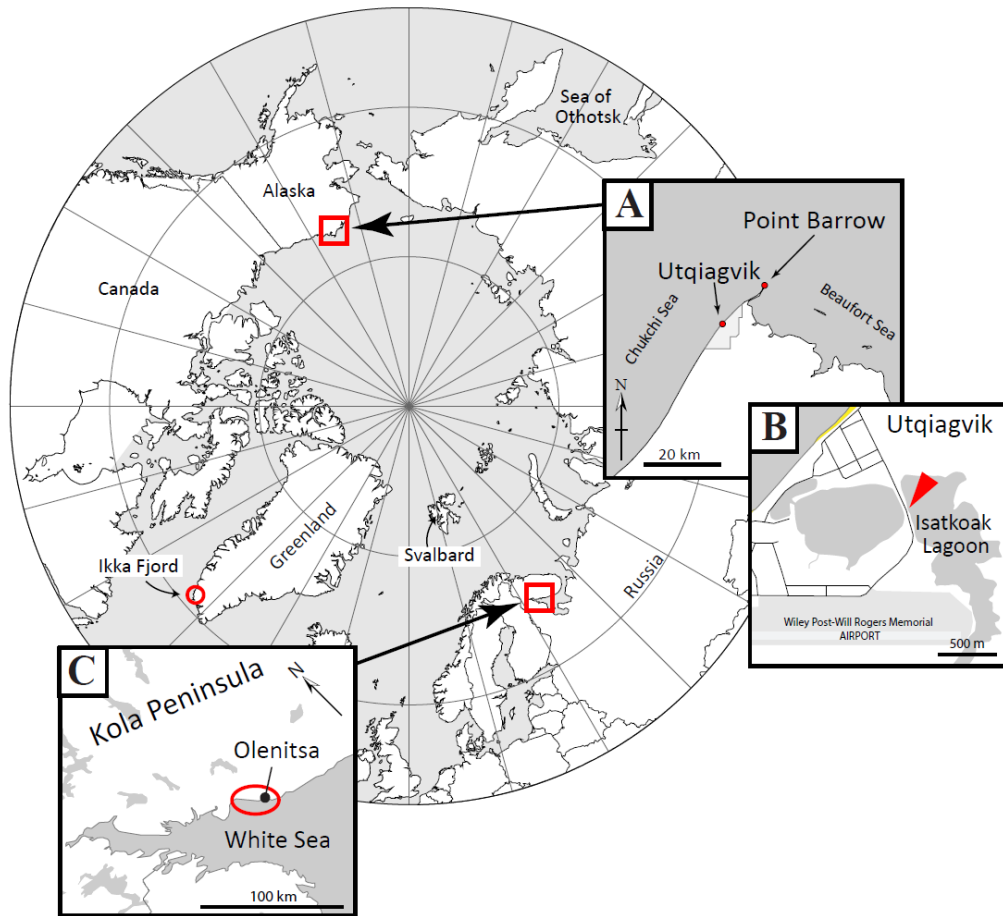 Sea of
Othotsk
Alaska
Canada
Greenland
Ikka Fjord
Svalbard
Russia
A
Point Barrow
Utqiagvik
Chukchi Sea
Beaufort Sea
N
20 km
B
Utqiagvik
Isatkoak
Lagoon
Wiley Post-Will Rogers Memorial
AIRPORT
500 m
C
N
Kola Peninsula
Olenitsa
White Sea
100 km